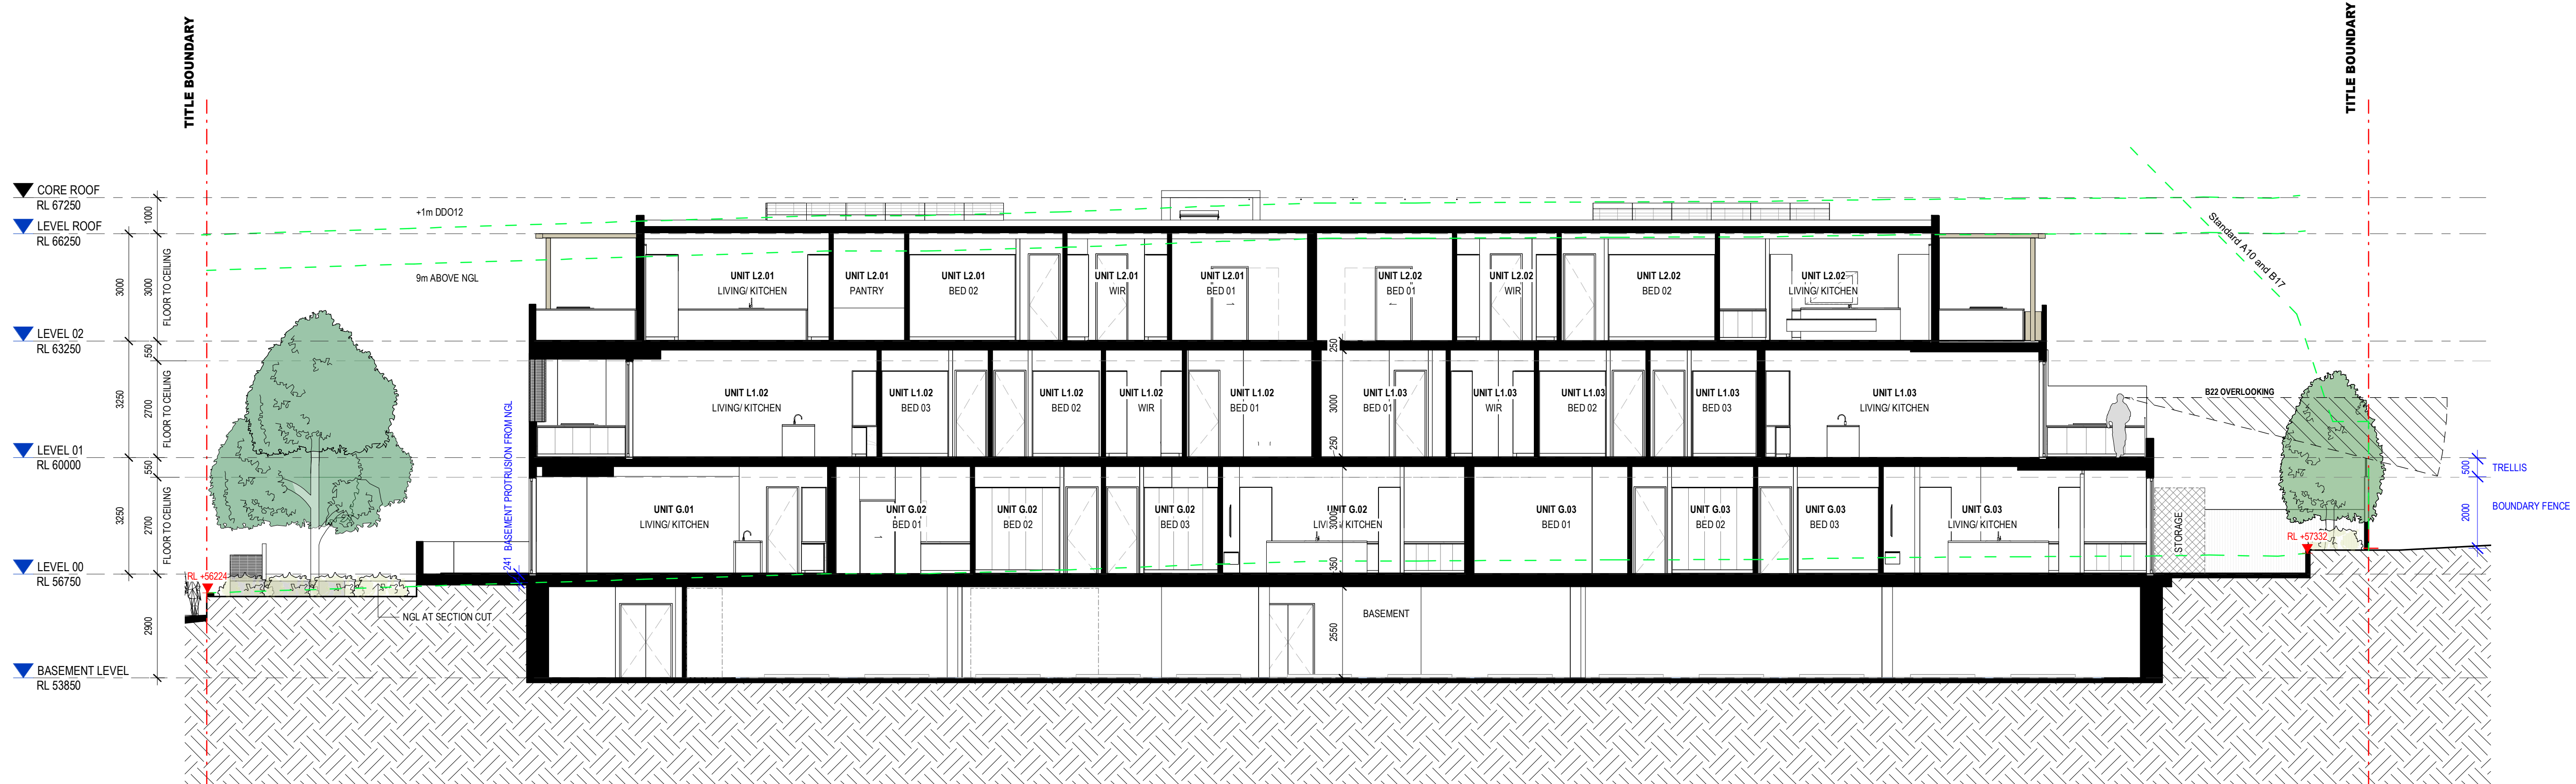 TITLE BOUNDARY
TITLE BOUNDARY
CORE ROOF
RL 67250
1000
+1m DDO12
LEVEL ROOF
RL 66250
Standard A10 and B17
3000
3000
FLOOR TO CEILING
9m ABOVE NGL
UNIT L2.01
LIVING/ KITCHEN
UNIT L2.01
PANTRY
UNIT L2.01
BED 02
UNIT L2.01
WIR
UNIT L2.01
BED 01
UNIT L2.02
BED 01
UNIT L2.02
WIR
UNIT L2.02
BED 02
UNIT L2.02
LIVING/ KITCHEN
LEVEL 02
RL 63250
550
250
3250
2700
FLOOR TO CEILING
UNIT L1.02
LIVING/ KITCHEN
UNIT L1.02
BED 03
UNIT L1.02
BED 02
UNIT L1.02
WIR
UNIT L1.02
BED 01
3000
UNIT L1.03
BED 01
UNIT L1.03
WIR
UNIT L1.03
BED 02
UNIT L1.03
BED 03
UNIT L1.03
LIVING/ KITCHEN
B22 OVERLOOKING
LEVEL 01
RL 60000
550
250
500
TRELLIS
3250
2700
FLOOR TO CEILING
241 BASEMENT PROTRUSION FROM NGL
UNIT G.01
LIVING/ KITCHEN
UNIT G.02
BED 01
UNIT G.02
BED 02
UNIT G.02
BED 03
UNIT G.02
LIVING/ KITCHEN
3000
UNIT G.03
BED 01
UNIT G.03
BED 02
UNIT G.03
BED 03
UNIT G.03
LIVING/ KITCHEN
STORAGE
2000
BOUNDARY FENCE
RL +57332
LEVEL 00
RL 56750
RL +56224
350
NGL AT SECTION CUT
2900
2550
BASEMENT
BASEMENT LEVEL
RL 53850